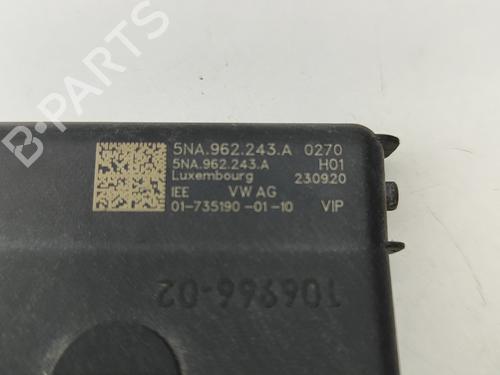 B-PARTS
5NA.962.243.A 0270
5NA.962.243.A H01
Luxembourg 230920
IEE VW AG
01-735190-01-10 VIP
106966-02